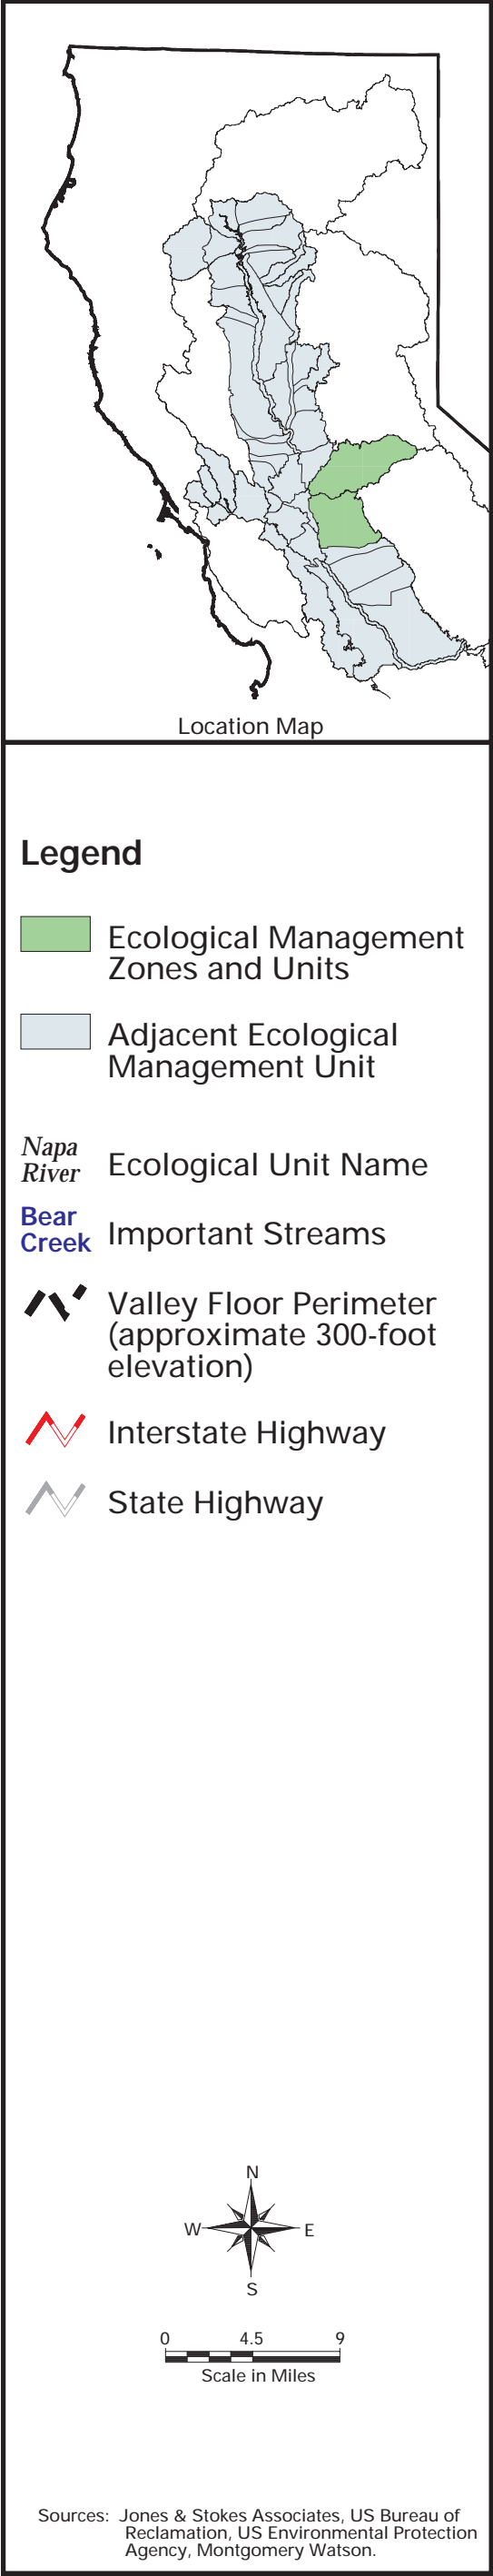 Location Map
Legend
Ecological Management
Zones and Units
Adjacent Ecological
Management Unit
Napa
River
Ecological Unit Name
Bear
Creek
Important Streams
Valley Floor Perimeter
(approximate 300-foot
elevation)
Interstate Highway
State Highway
N
W
E
S
0 4.5 9
Scale in Miles
Sources: Jones & Stokes Associates, US Bureau of
Reclamation, US Environmental Protection
Agency, Montgomery Watson.